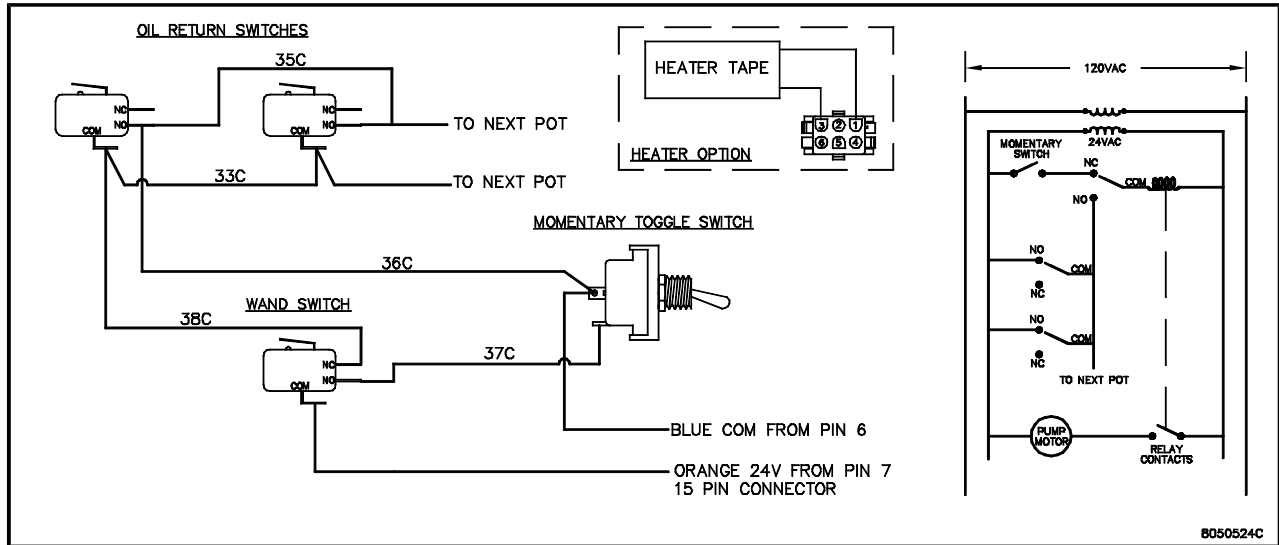 OIL RETURN SWITCHES
35C
NC
NO
COM
NC
NO
COM
TO NEXT POT
33C
TO NEXT POT
HEATER TAPE
3 2 1
6 5 4
HEATER OPTION
MOMENTARY TOGGLE SWITCH
36C
WAND SWITCH
38C
NC
NO
COM
37C
BLUE COM FROM PIN 6
ORANGE 24V FROM PIN 7
15 PIN CONNECTOR
120VAC
24VAC
MOMENTARY
SWITCH
NC
COM
NO
NO
COM
NC
NO
COM
NC
TO NEXT POT
PUMP
MOTOR
RELAY
CONTACTS
8050524C